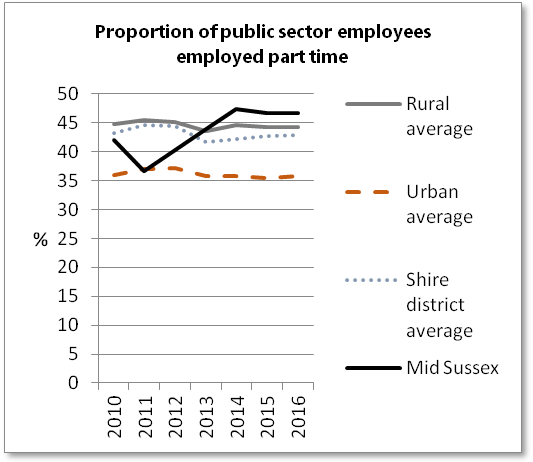 Proportion of public sector employees
employed part time
50
45
40
35
30
25
20
15
10
5
0
%
2010
2011
2012
2013
2014
2015
2016
Rural
average
Urban
average
Shire
district
average
Mid Sussex